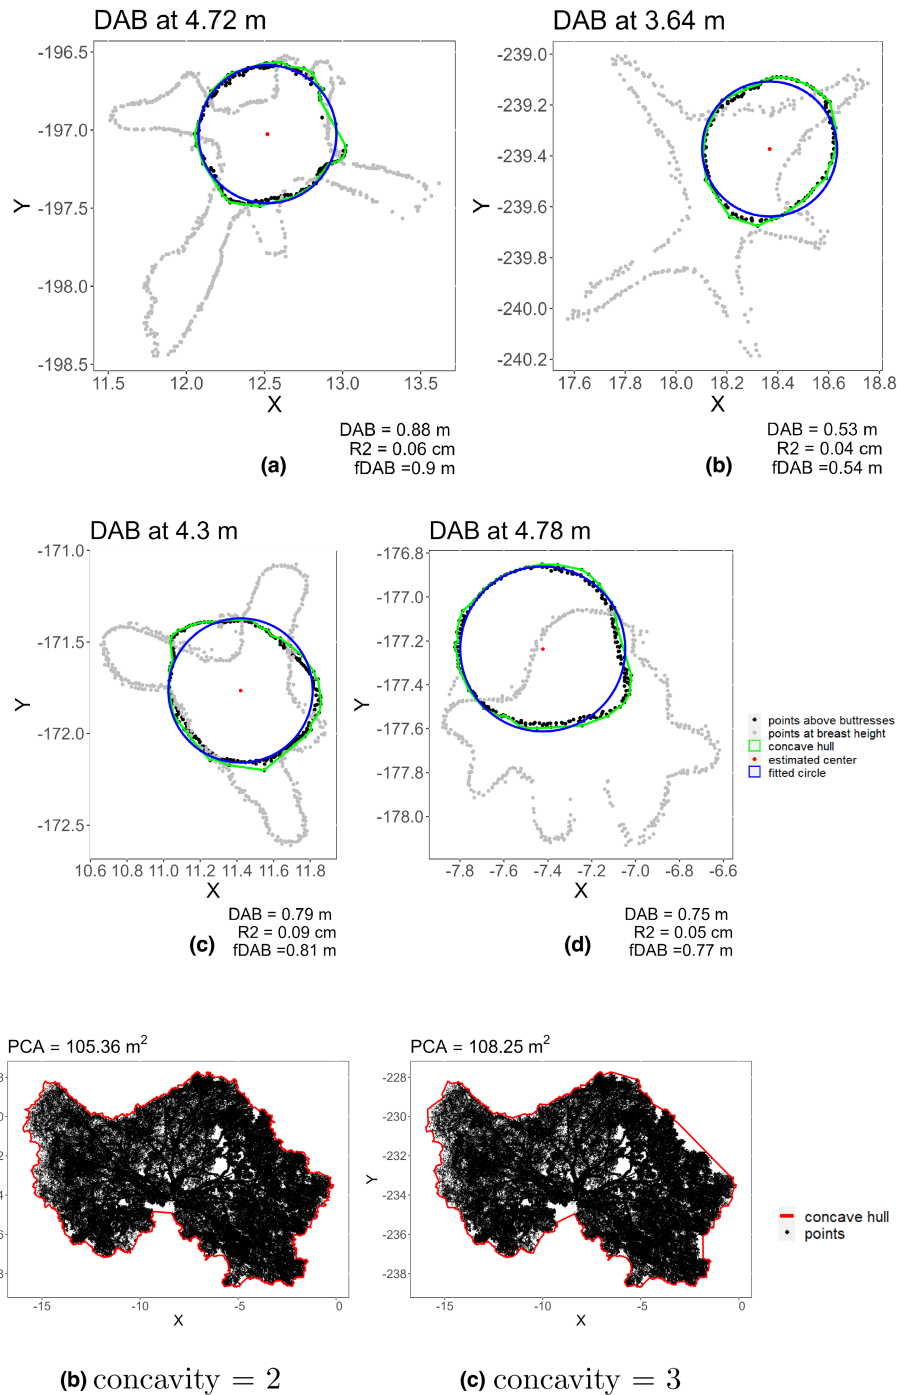 DAB at 4.72 m
-196.5
-197.0
-197.5
-198.0
-198.5
Y
11.5 12.0 12.5 13.0 13.5
X
DAB = 0.88 m
R2 = 0.06 cm
fDAB =0.9 m
(a)
DAB at 3.64 m
-239.0
-239.2
-239.4
-239.6
-239.8
-240.0
-240.2
Y
17.6 17.8 18.0 18.2 18.4 18.6 18.8
X
DAB = 0.53 m
R2 = 0.04 cm
fDAB =0.54 m
(b)
DAB at 4.3 m
-171.0
-171.5
-172.0
-172.5
Y
10.6 10.8 11.0 11.2 11.4 11.6 11.8
X
DAB = 0.79 m
R2 = 0.09 cm
fDAB =0.81 m
(c)
DAB at 4.78 m
-176.8
-177.0
-177.2
-177.4
-177.6
-177.8
-178.0
Y
-7.8 -7.6 -7.4 -7.2 -7.0 -6.8 -6.6
X
DAB = 0.75 m
R2 = 0.05 cm
fDAB =0.77 m
(d)
points above buttresses
points at breast height
concave hull
estimated center
fitted circle
PCA = 105.36 m²
8
0
2
4
6
8
-15 -10 -5 0
X
(b) concavity = 2
PCA = 108.25 m²
-228
-230
-232
-234
-236
-238
Y
-15 -10 -5 0
X
(c) concavity = 3
concave hull
points